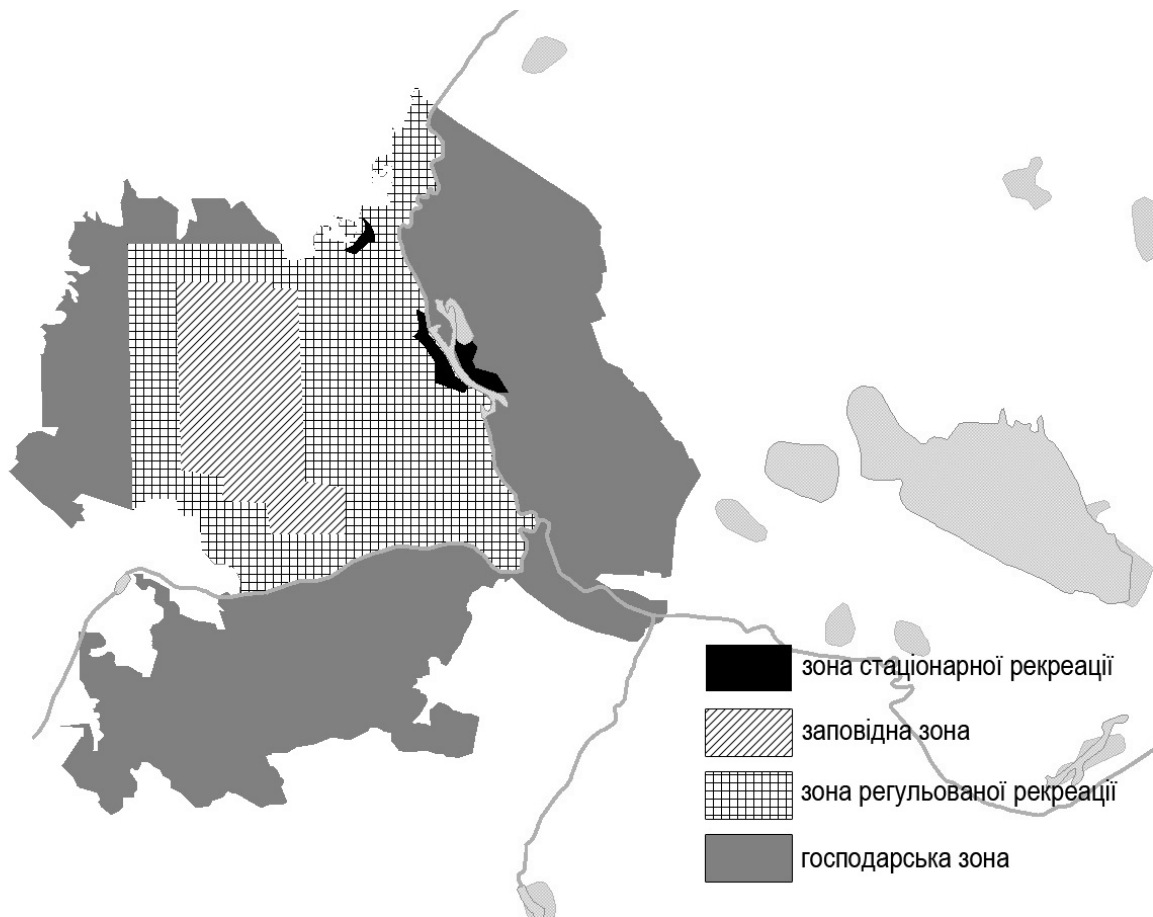 зона стаціонарної рекреації
заповідна зона
зона регульованої рекреації
господарська зона